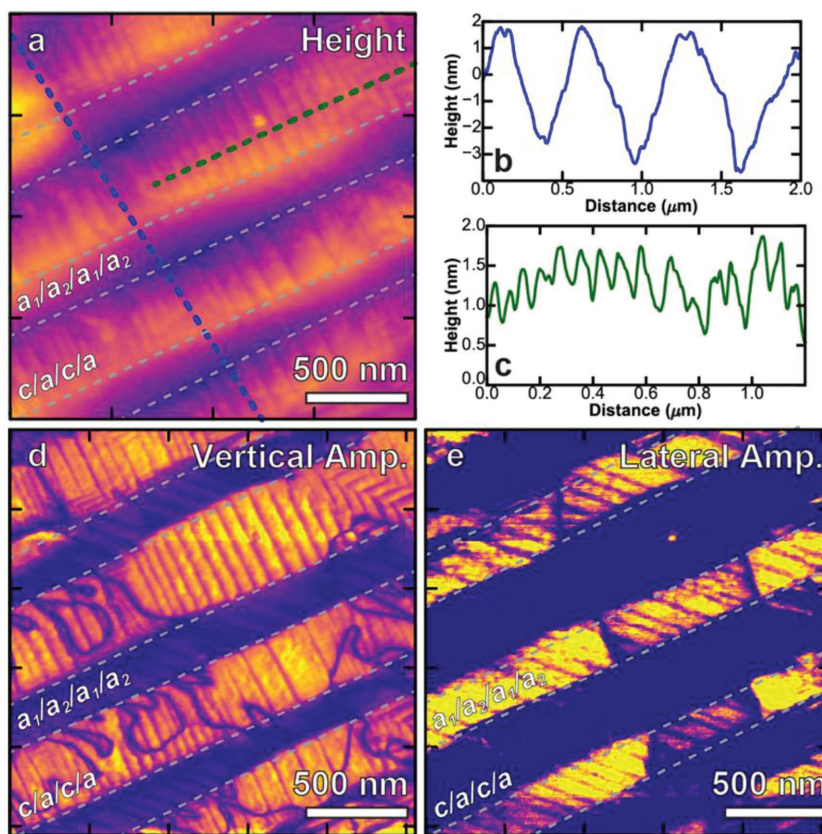 a
Height
a₁/a₂/a₁/a₂
c/a/c/a
500 nm
Height (nm)
1
0
−1
−2
−3
b
0.0 0.5 1.0 1.5 2.0
Distance (μm)
Height (nm)
2.0
1.5
1.0
0.5
0.0
c
0.0 0.2 0.4 0.6 0.8 1.0
Distance (μm)
d
Vertical Amp.
a₁/a₂/a₁/a₂
c/a/c/a
500 nm
e
Lateral Amp.
a₁/a₂/a₁/a₂
c/a/c/a
500 nm